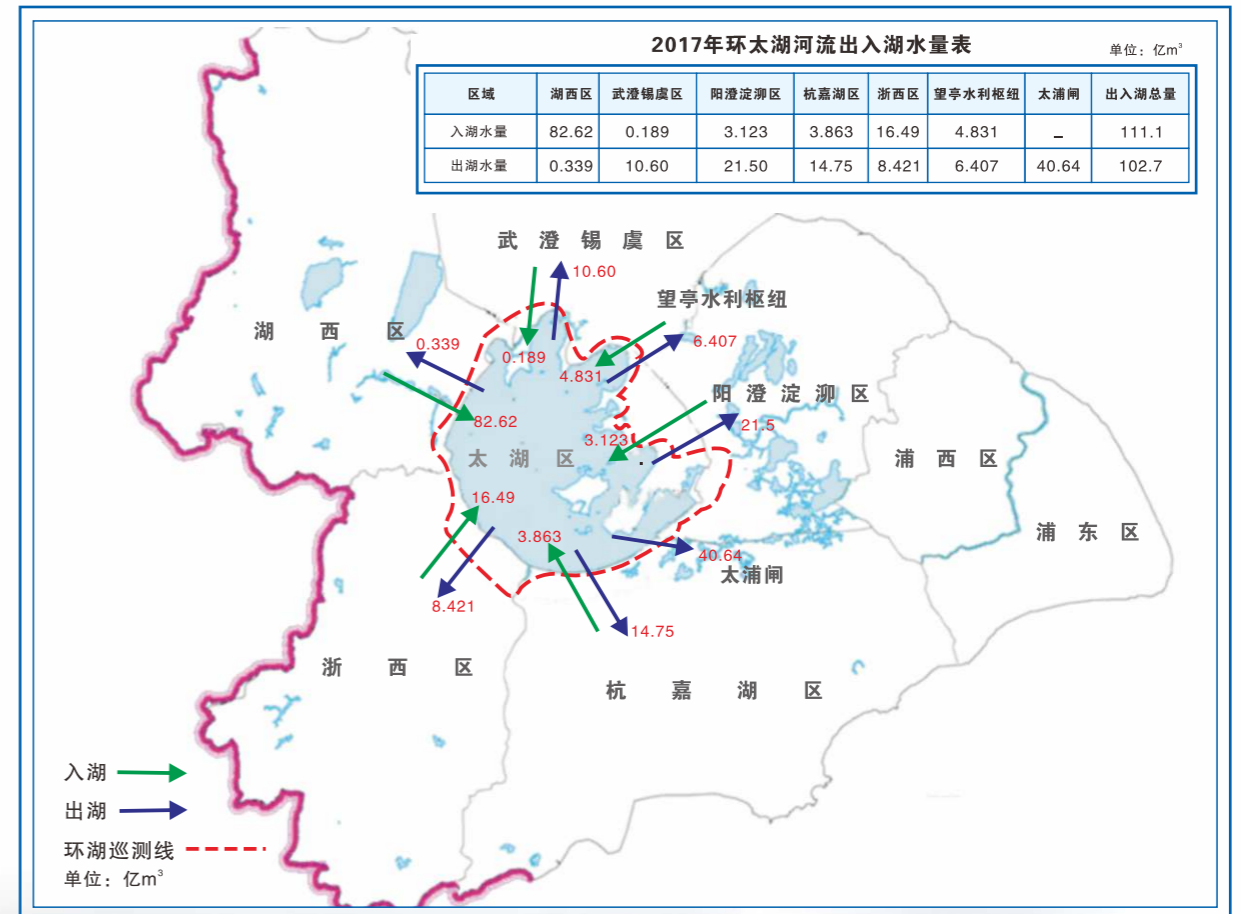 2017年环太湖河流出入湖水量表
单位：亿m³
区域 湖西区 武澄锡虞区 阳澄淀泖区 杭嘉湖区 浙西区 望亭水利枢纽 太浦闸 出入湖总量
入湖水量 82.62 0.189 3.123 3.863 16.49 4.831 – 111.1
出湖水量 0.339 10.60 21.50 14.75 8.421 6.407 40.64 102.7
武澄锡虞区
10.60
望亭水利枢纽
湖西区
0.339
0.189
6.407
4.831
阳澄淀泖区
82.62
21.5
3.123
太湖区
浦西区
16.49
3.863
浦东区
40.64
太浦闸
8.421
14.75
浙西区
杭嘉湖区
入湖
出湖
环湖巡测线
单位：亿m³